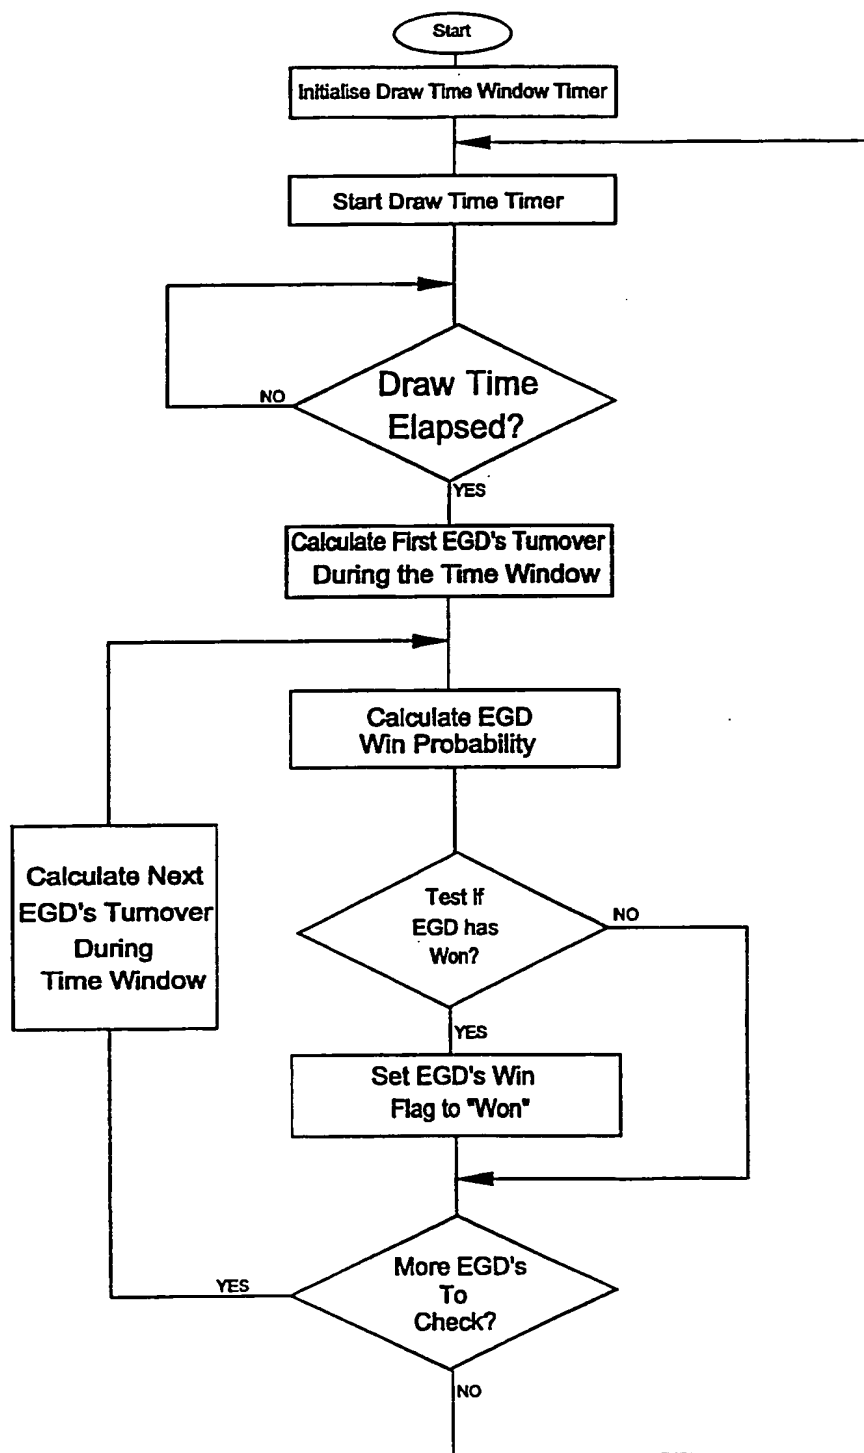 Start
Initialise Draw Time Window Timer
Start Draw Time Timer
Draw Time
Elapsed?
NO
YES
Calculate First EGD's Turnover
During the Time Window
Calculate EGD
Win Probability
Calculate Next
EGD's Turnover
During
Time Window
Test if
EGD has
Won?
NO
YES
Set EGD's Win
Flag to "Won"
More EGD's
To
Check?
YES
NO